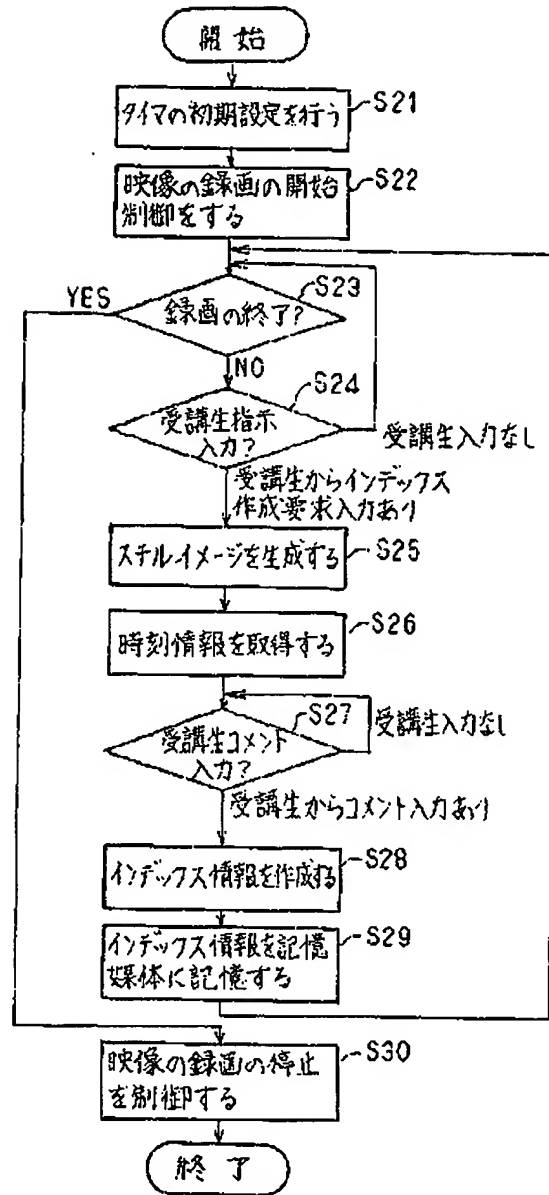 開始
S21
タイマの初期設定を行う
S22
映像の録画の開始
制御をする
S23
YES
録画の終了?
NO
S24
受講生指示
入力?
受講生入力なし
受講生からインデックス
作成要求入力あり
S25
スチルイメージを生成する
S26
時刻情報を取得する
S27
受講生入力なし
受講生コメント
入力?
受講生からコメント入力あり
S28
インデックス情報を作成する
S29
インデックス情報を記憶
媒体に記憶する
S30
映像の録画の停止
を制御する
終了